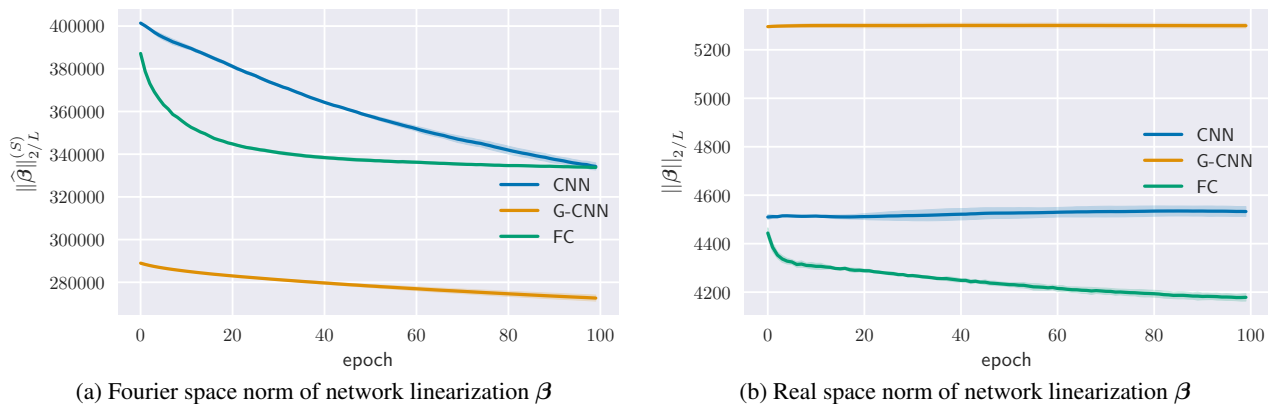 400000
380000
360000
340000
320000
300000
280000
||β̂||_{2/L}^{(S)}
CNN
G-CNN
FC
0
20
40
60
80
100
epoch
(a) Fourier space norm of network linearization β
5200
5000
4800
4600
4400
4200
||β||_{2/L}
CNN
G-CNN
FC
0
20
40
60
80
100
epoch
(b) Real space norm of network linearization β